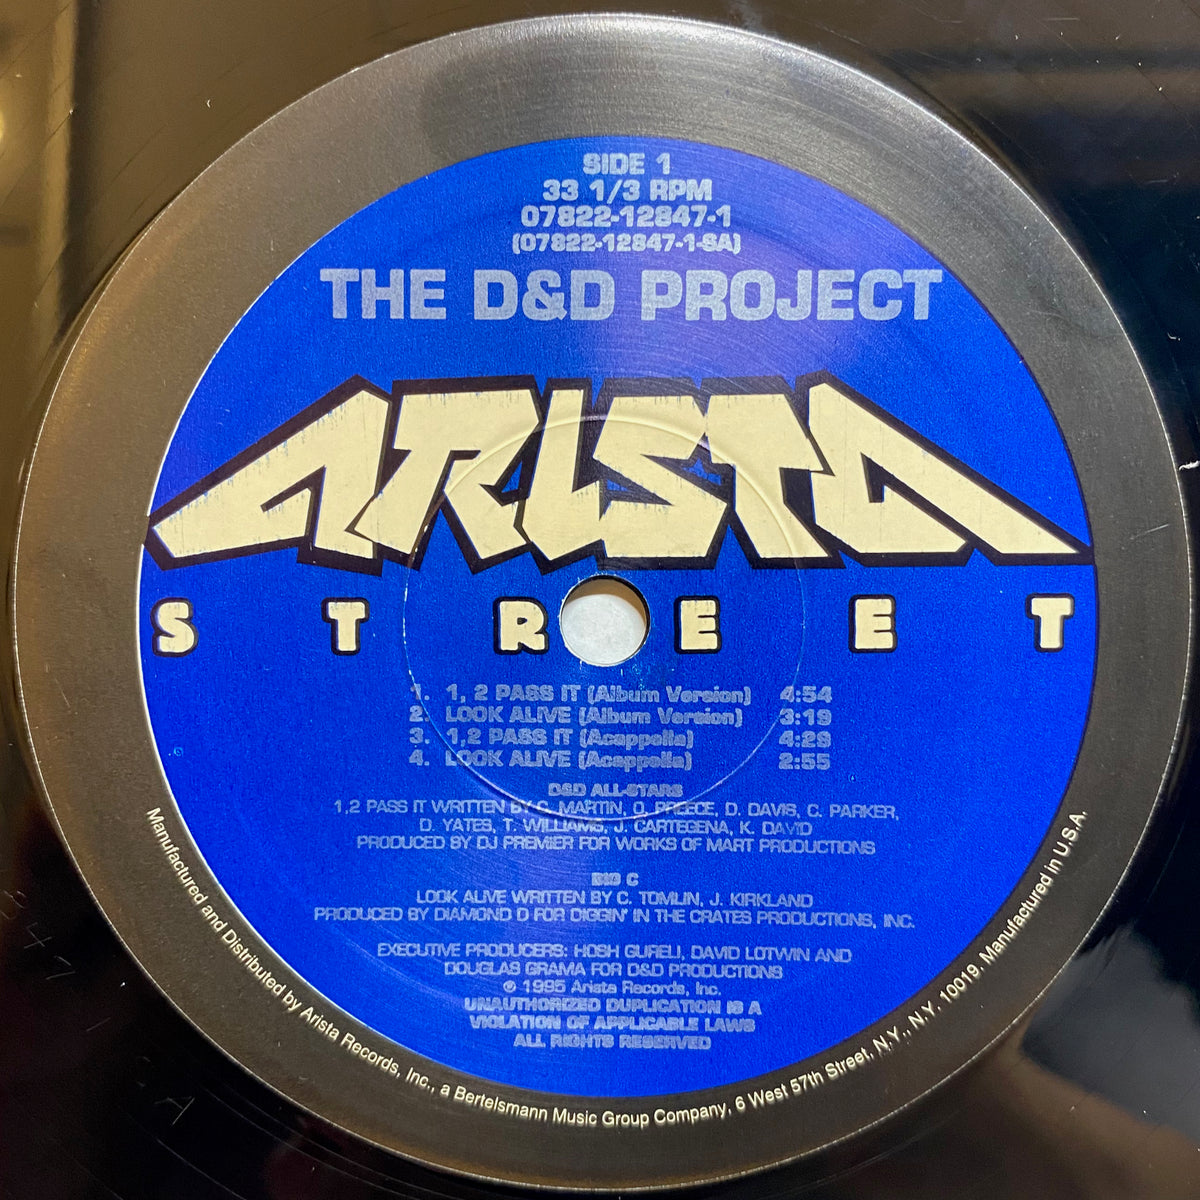 SIDE 1
33 1/3 RPM
07822-12847-1
(07822-12847-1-SA)
THE D&D PROJECT
ARISTA
STREET
1. 1, 2 PASS IT (Album Version) 4:54
2. LOOK ALIVE (Album Version) 3:19
3. 1,2 PASS IT (Acappella) 4:29
4. LOOK ALIVE (Acappella) 2:55
D&D ALL-STARS
1,2 PASS IT WRITTEN BY C. MARTIN, O. PREECE, D. DAVIS, C. PARKER,
D. YATES, T. WILLIAMS, J. CARTEGENA, K. DAVID
PRODUCED BY DJ PREMIER FOR WORKS OF MART PRODUCTIONS
BIG C
LOOK ALIVE WRITTEN BY C. TOMLIN, J. KIRKLAND
PRODUCED BY DIAMOND D FOR DIGGIN' IN THE CRATES PRODUCTIONS, INC.
EXECUTIVE PRODUCERS: HOSH GURELI, DAVID LOTWIN AND
DOUGLAS GRAMA FOR D&D PRODUCTIONS
℗ 1995 Arista Records, Inc.
UNAUTHORIZED DUPLICATION IS A
VIOLATION OF APPLICABLE LAWS
ALL RIGHTS RESERVED
Manufactured and Distributed by Arista Records, Inc., a Bertelsmann Music Group Company, 6 West 57th Street, N.Y., N.Y. 10019. Manufactured in U.S.A.